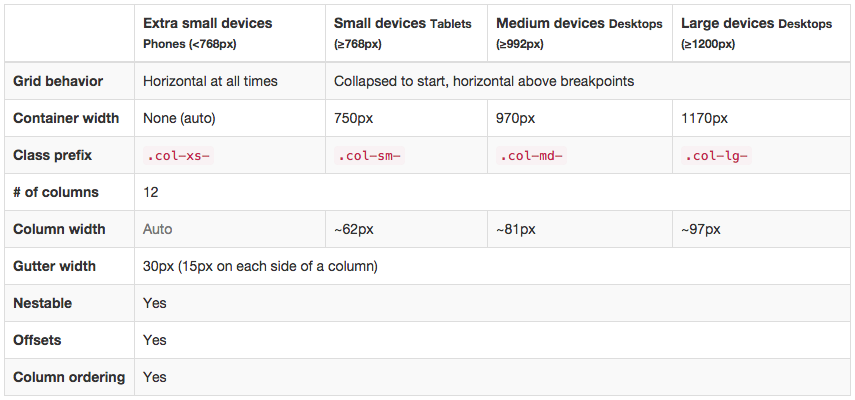 Extra small devices Small devices Tablets Medium devices Desktops Large devices Desktops
Phones (<768px) (≥768px) (≥992px) (≥1200px)
Grid behavior Horizontal at all times Collapsed to start, horizontal above breakpoints
Container width None (auto) 750px 970px 1170px
Class prefix .col-xs- .col-sm- .col-md- .col-lg-
# of columns 12
Column width Auto ~62px ~81px ~97px
Gutter width 30px (15px on each side of a column)
Nestable Yes
Offsets Yes
Column ordering Yes